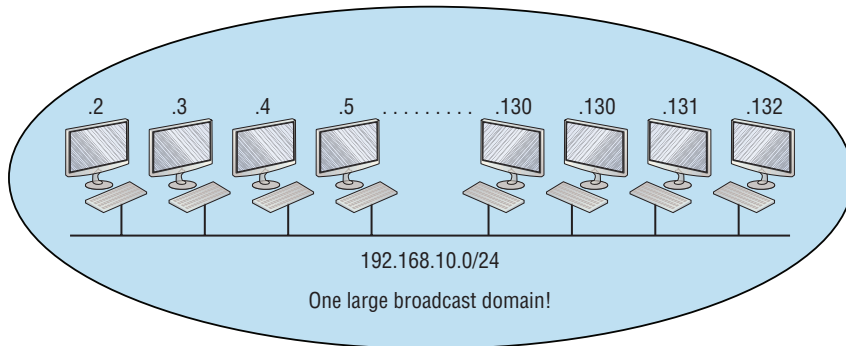 .2 .3 .4 .5 . . . . . . . . . .130 .130 .131 .132
192.168.10.0/24
One large broadcast domain!